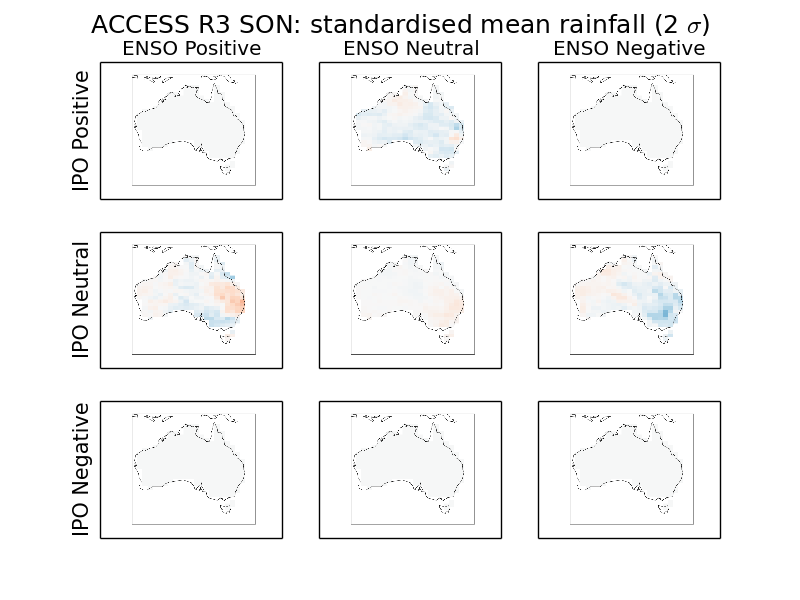 ACCESS R3 SON: standardised mean rainfall (2 σ)
ENSO Positive ENSO Neutral ENSO Negative
IPO Positive
IPO Neutral
IPO Negative